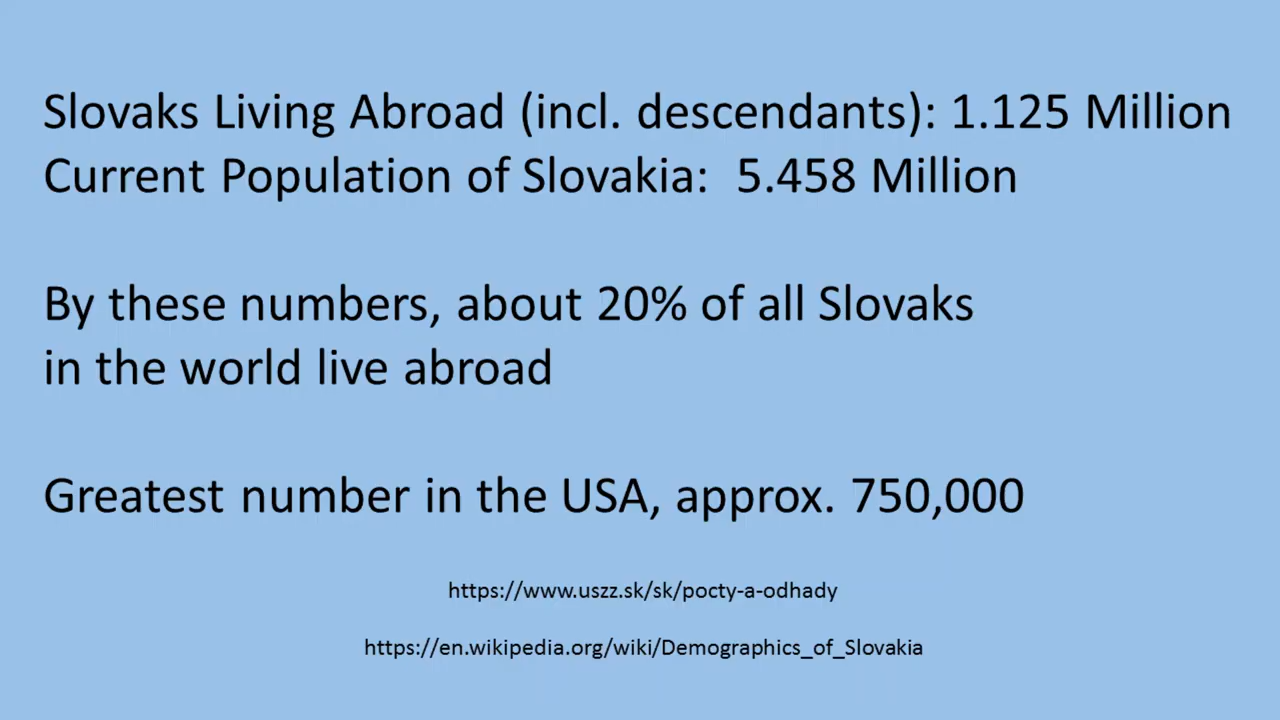 Slovaks Living Abroad (incl. descendants): 1.125 Million
Current Population of Slovakia: 5.458 Million
By these numbers, about 20% of all Slovaks
in the world live abroad
Greatest number in the USA, approx. 750,000
https://www.uszz.sk/sk/pocty-a-odhady
https://en.wikipedia.org/wiki/Demographics_of_Slovakia